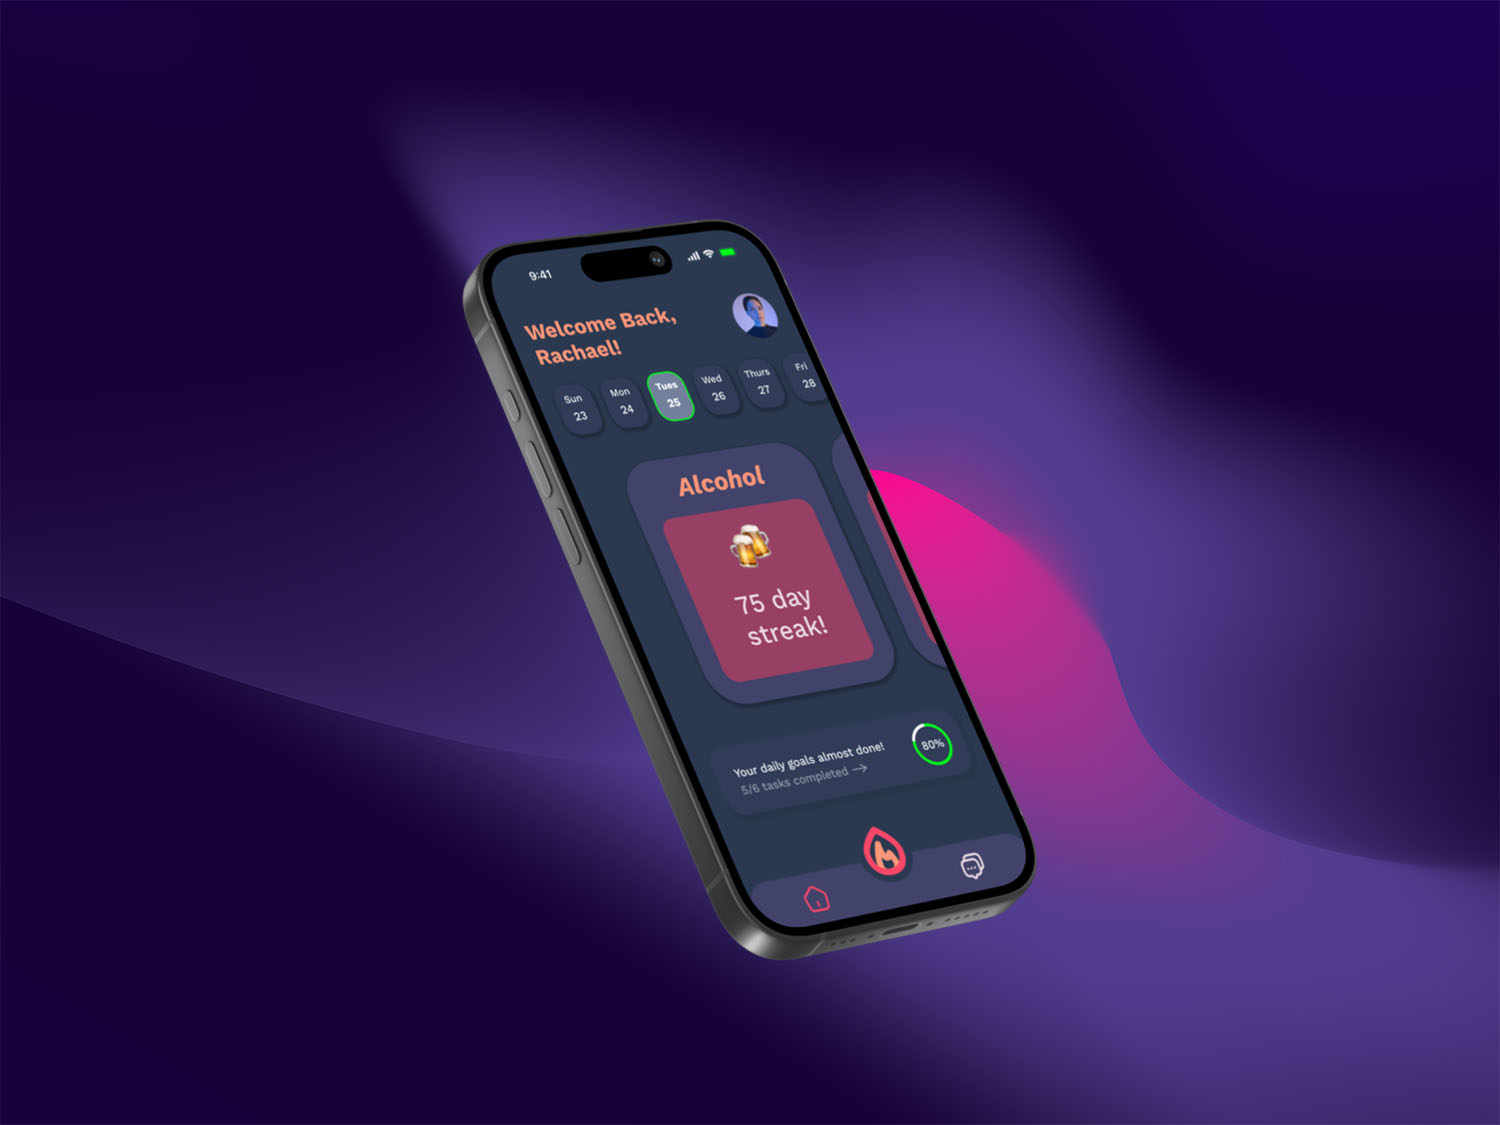 9:41
Welcome Back,
Rachael!
Sun Mon Tues Wed Thurs Fri
23 24 25 26 27 28
Alcohol
75 day
streak!
Your daily goals almost done!
5/6 tasks completed →
80%